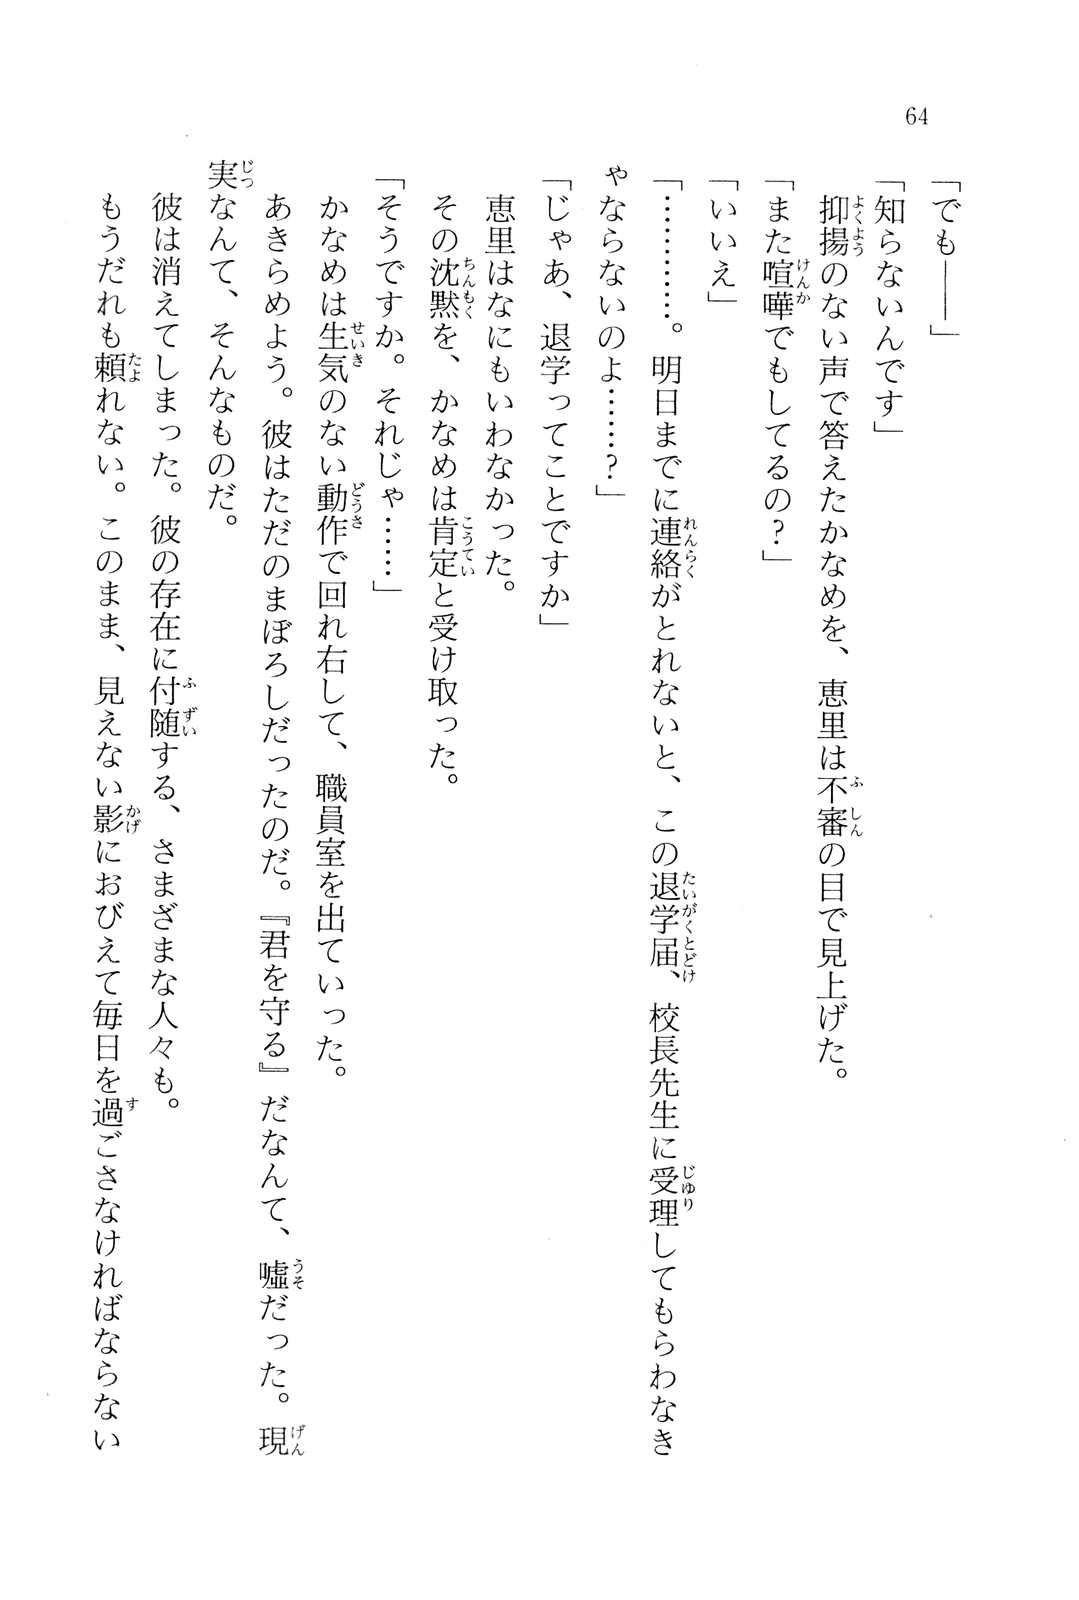 64
「でも――」
「知らないんです」
抑揚のない声で答えたかなめを、恵里は不審の目で見上げた。
「また喧嘩でもしてるの?」
「いいえ」
「…………。明日までに連絡がとれないと、この退学届、校長先生に受理してもらわなき
ゃならないのよ……?」
「じゃあ、退学ってことですか」
恵里はなにもいわなかった。
その沈黙を、かなめは肯定と受け取った。
「そうですか。それじゃ……」
かなめは生気のない動作で回れ右して、職員室を出ていった。
あきらめよう。彼はただのまぼろしだったのだ。『君を守る』だなんて、嘘だった。現
実なんて、そんなものだ。
彼は消えてしまった。彼の存在に付随する、さまざまな人々も。
もうだれも頼れない。このまま、見えない影におびえて毎日を過ごさなければならない